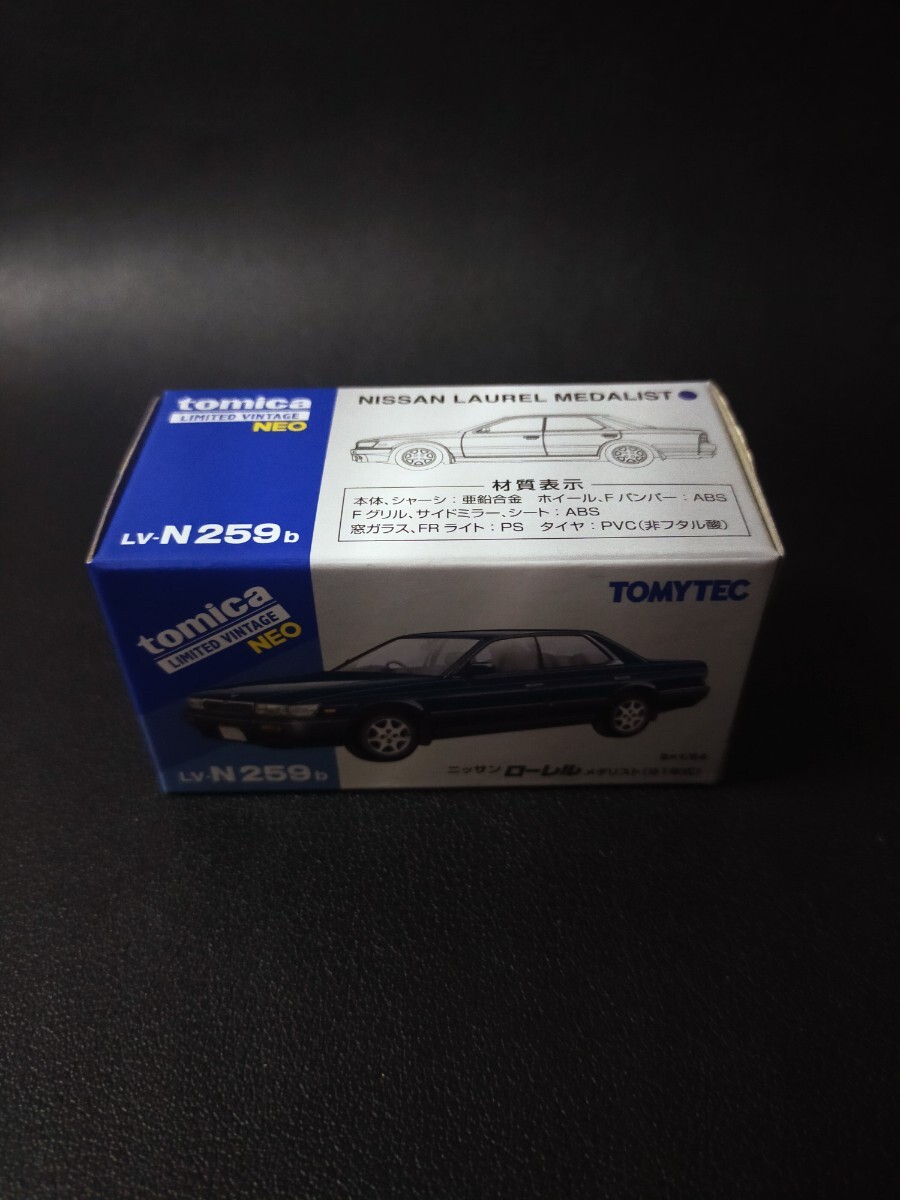 tomica
LIMITED VINTAGE
NEO
LV-N259b
NISSAN LAUREL MEDALIST
材質表示
本体、シャーシ：亜鉛合金　ホイール、Fバンパー：ABS
Fグリル、サイドミラー、シート：ABS
窓ガラス、FRライト：PS　タイヤ：PVC（非フタル酸）
TOMYTEC
tomica
LIMITED VINTAGE
NEO
LV-N259b
ニッサン ローレル メダリスト（91年式）